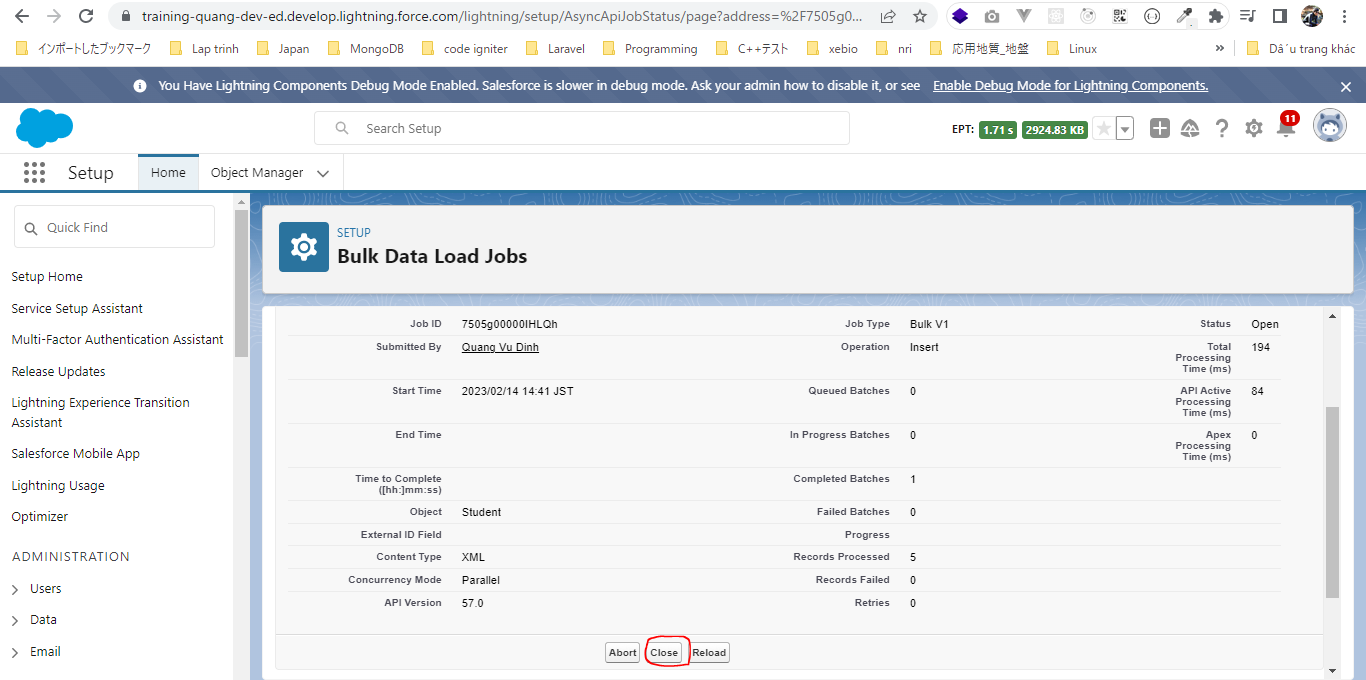 training-quang-dev-ed.develop.lightning.force.com/lightning/setup/AsyncApiJobStatus/page?address=%2F7505g0...
インポートしたブックマーク Lap trinh Japan MongoDB code igniter Laravel Programming C++テスト xebio nri 応用地質_地盤 Linux » Dấu trang khác
You Have Lightning Components Debug Mode Enabled. Salesforce is slower in debug mode. Ask your admin how to disable it, or see Enable Debug Mode for Lightning Components.
Search Setup EPT: 1.71 s 2924.83 KB 11
Setup Home Object Manager
Quick Find
Setup Home
Service Setup Assistant
Multi-Factor Authentication Assistant
Release Updates
Lightning Experience Transition
Assistant
Salesforce Mobile App
Lightning Usage
Optimizer
ADMINISTRATION
Users
Data
Email
SETUP
Bulk Data Load Jobs
Job ID 7505g00000IHLQh Job Type Bulk V1 Status Open
Submitted By Quang Vu Dinh Operation Insert Total
Processing
Time (ms) 194
Start Time 2023/02/14 14:41 JST Queued Batches 0 API Active
Processing
Time (ms) 84
End Time In Progress Batches 0 Apex
Processing
Time (ms) 0
Time to Complete
([hh:]mm:ss) Completed Batches 1
Object Student Failed Batches 0
External ID Field Progress
Content Type XML Records Processed 5
Concurrency Mode Parallel Records Failed 0
API Version 57.0 Retries 0
Abort Close Reload